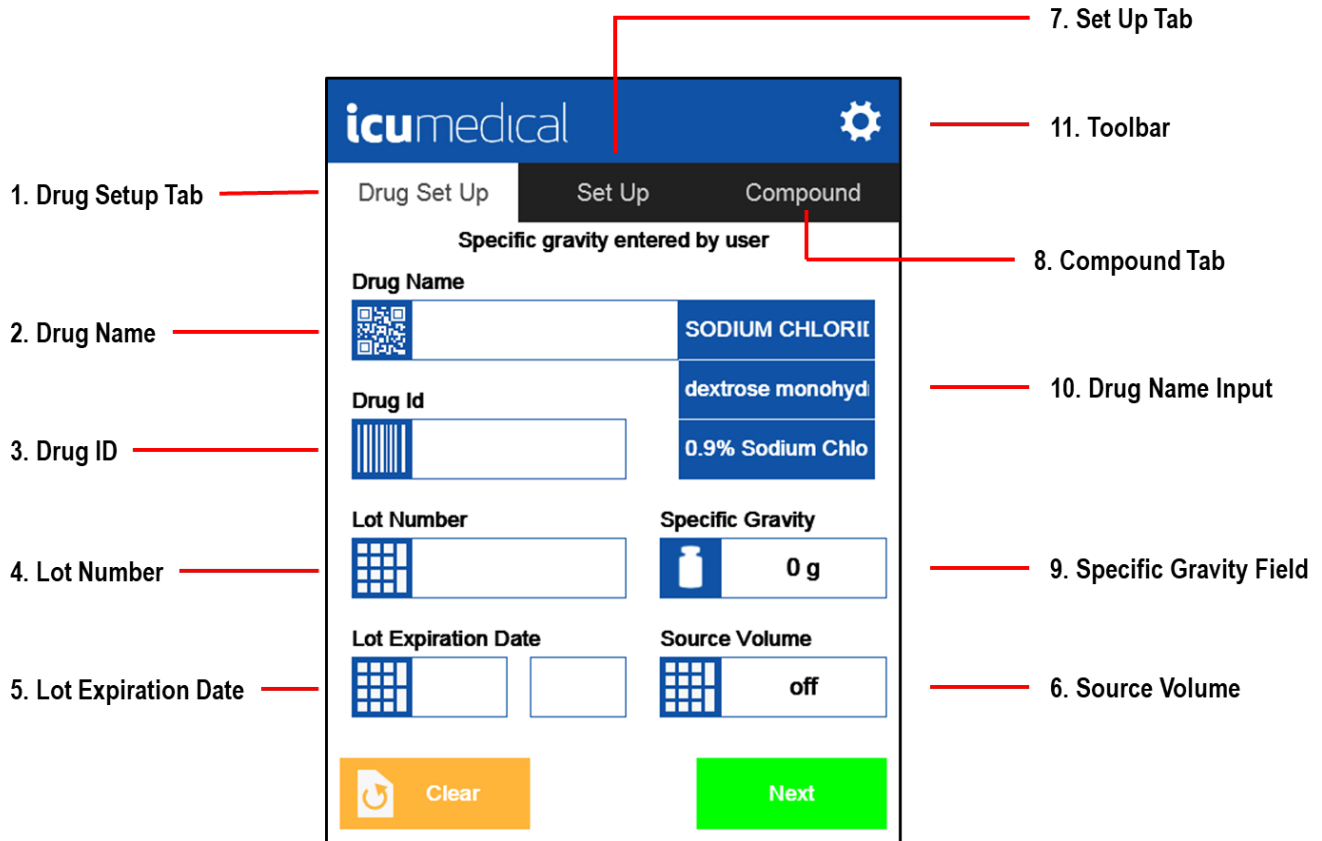 7. Set Up Tab
icumedical
11. Toolbar
1. Drug Setup Tab
Drug Set Up
Set Up
Compound
Specific gravity entered by user
8. Compound Tab
Drug Name
2. Drug Name
SODIUM CHLORID
dextrose monohyd
10. Drug Name Input
Drug Id
3. Drug ID
0.9% Sodium Chlo
Lot Number
Specific Gravity
4. Lot Number
0 g
9. Specific Gravity Field
Lot Expiration Date
Source Volume
5. Lot Expiration Date
off
6. Source Volume
Clear
Next